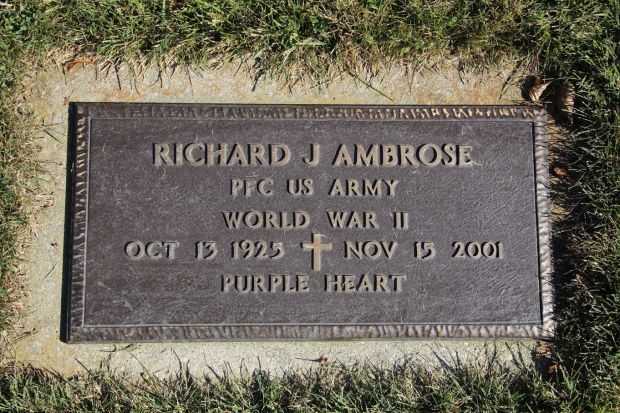 RICHARD J AMBROSE
PFC US ARMY
WORLD WAR II
OCT 13 1925 NOV 15 2001
PURPLE HEART